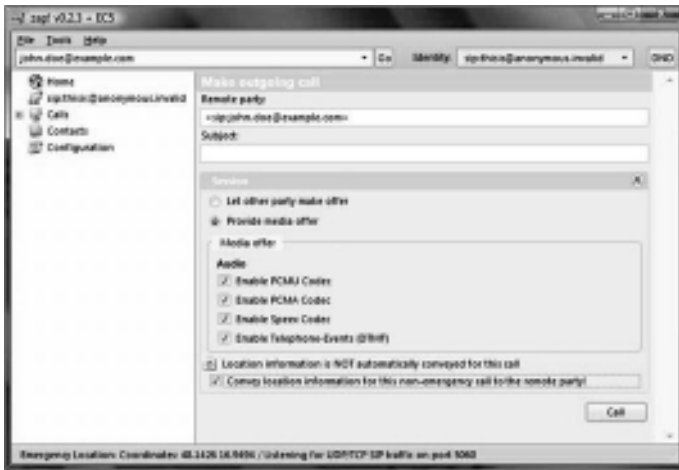 zap! v0.2.3 - ECS
File Tools Help
john.doe@example.com
Go
Identity: sip:thisis@anonymous.invalid
DND
Home
sip:thisis@anonymous.invalid
Calls
Contacts
Configuration
Make outgoing call
Remote party:
<sip:john.doe@example.com>
Subject:
Session
Let other party make offer
Provide media offer
Media offer
Audio
Enable PCMU Codec
Enable PCMA Codec
Enable Speex Codec
Enable Telephone-Events (DTMF)
Location information is NOT automatically conveyed for this call
Convey location information for this non-emergency call to the remote party!
Call
Emergency Location: Coordinates: / Listening for UDP/TCP SIP traffic on port 5060